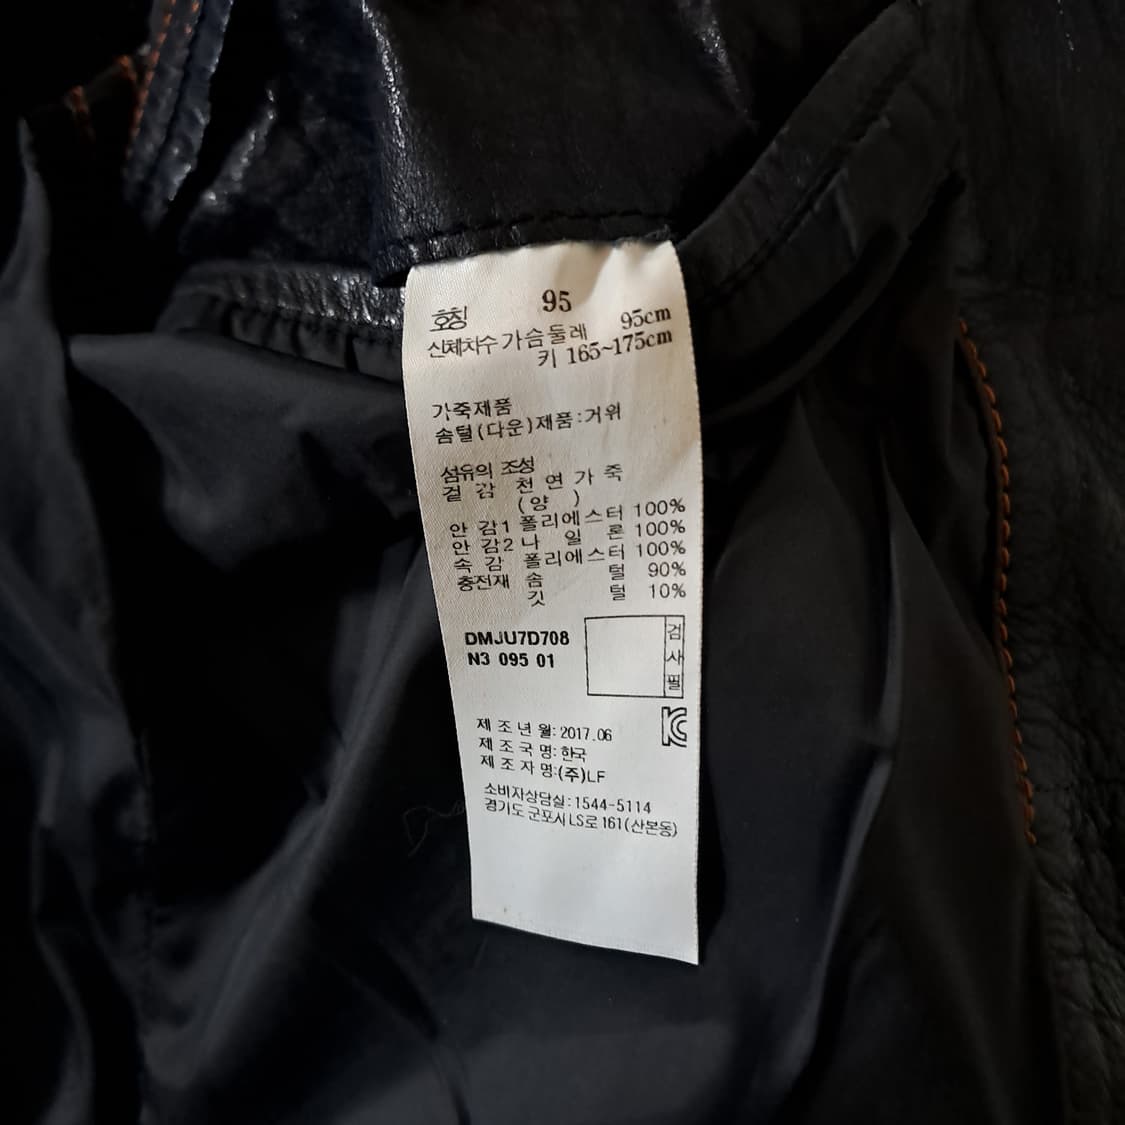 호칭 95
신체치수 가슴둘레 95cm
키 165~175cm
가죽제품
솜털(다운)제품:거위
섬유의 조성
겉 감 천 연 가 죽
( 양 )
안 감1 폴리에스터 100%
안 감2 나 일 론 100%
속 감 폴리에스터 100%
충전재 솜 털 90%
깃 털 10%
DMJU7D708
N3 095 01
검사필
제 조 년 월: 2017.06
제 조 국 명: 한국
제 조 자 명:(주)LF
소비자상담실:1544-5114
경기도 군포시 LS로 161(산본동)